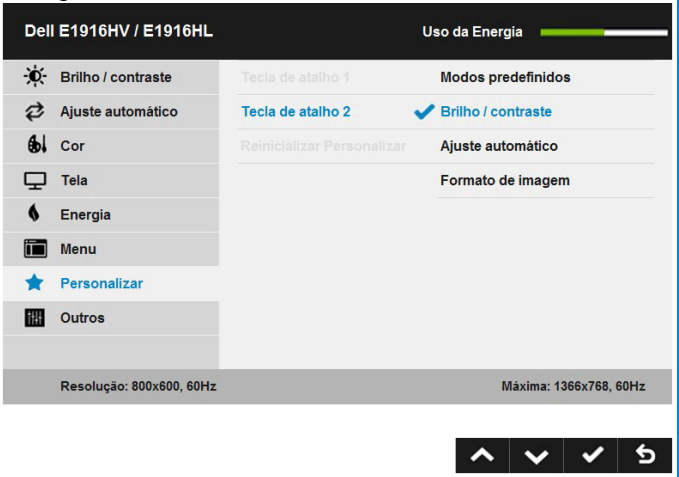 Dell E1916HV / E1916HL Uso da Energia
Brilho / contraste Tecla de atalho 1 Modos predefinidos
Ajuste automático Tecla de atalho 2 Brilho / contraste
Cor Reinicializar Personalizar Ajuste automático
Tela Formato de imagem
Energia
Menu
Personalizar
Outros
Resolução: 800x600, 60Hz Máxima: 1366x768, 60Hz